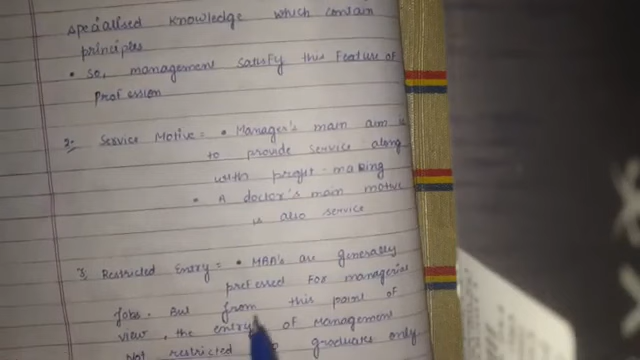 specialised knowledge which contain
principles
• so, management satisfy this feature of
profession
2. Service Motive = • Manager's main aim is
to provide service along
with profit-making
• A doctor's main motive
is also service
3. Restricted Entry = • MBA's are generally
preferred for managerial
jobs. But from this point of
view, the entry of management
Not restricted to graduates only